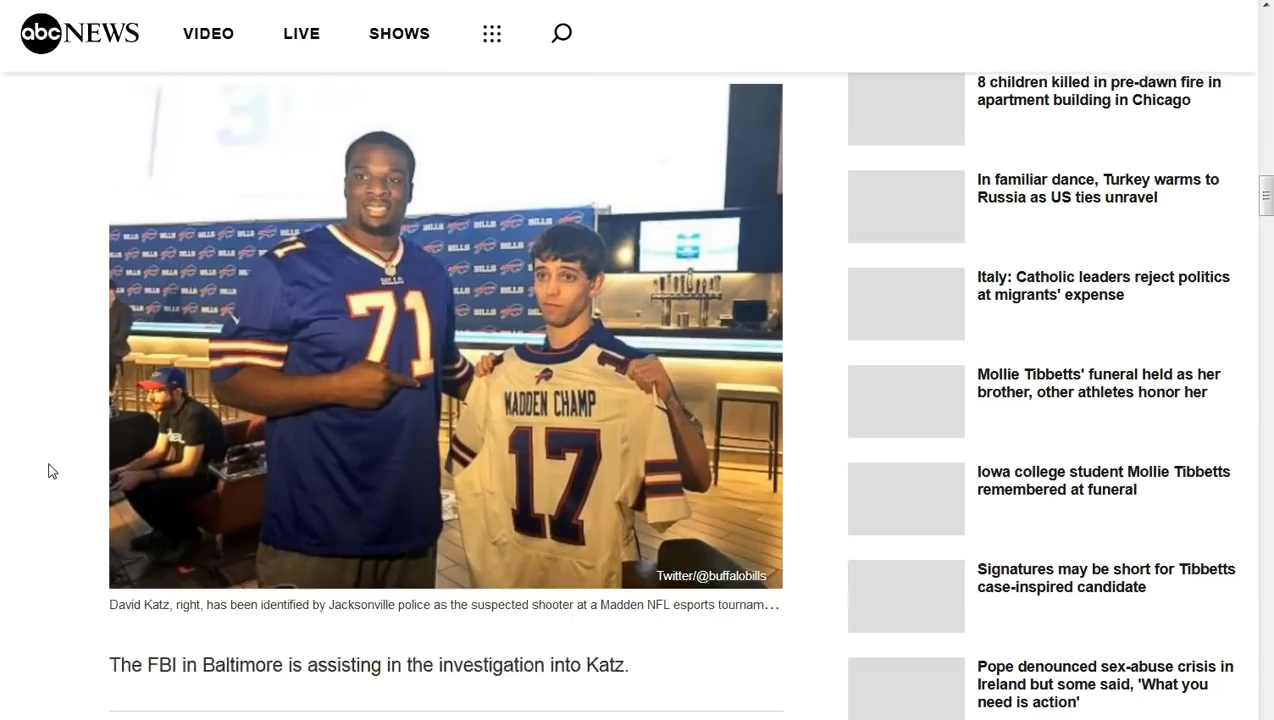 abc NEWS VIDEO LIVE SHOWS
71
BILLS
71
MADDEN CHAMP
17
Twitter/@buffalobills
David Katz, right, has been identified by Jacksonville police as the suspected shooter at a Madden NFL esports tournam...
The FBI in Baltimore is assisting in the investigation into Katz.
8 children killed in pre-dawn fire in
apartment building in Chicago
In familiar dance, Turkey warms to
Russia as US ties unravel
Italy: Catholic leaders reject politics
at migrants' expense
Mollie Tibbetts' funeral held as her
brother, other athletes honor her
Iowa college student Mollie Tibbetts
remembered at funeral
Signatures may be short for Tibbetts
case-inspired candidate
Pope denounced sex-abuse crisis in
Ireland but some said, 'What you
need is action'